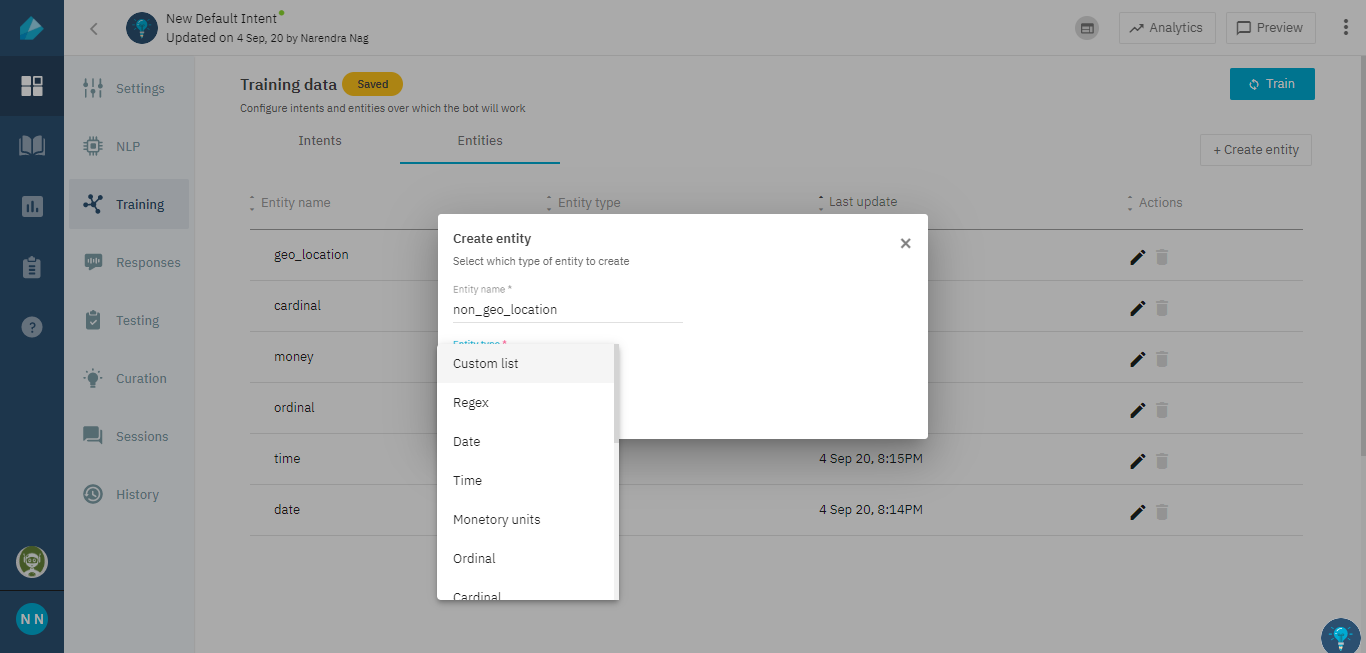 New Default Intent
Updated on 4 Sep, 20 by Narendra Nag
Analytics
Preview
Settings
NLP
Training
Responses
Testing
Curation
Sessions
History
N N
Training data
Saved
Train
Configure intents and entities over which the bot will work
Intents
Entities
+ Create entity
Entity name
Entity type
Last update
Actions
geo_location
cardinal
money
ordinal
time
4 Sep 20, 8:15PM
date
4 Sep 20, 8:14PM
Create entity
Select which type of entity to create
Entity name *
non_geo_location
Entity type *
Custom list
Regex
Date
Time
Monetory units
Ordinal
Cardinal